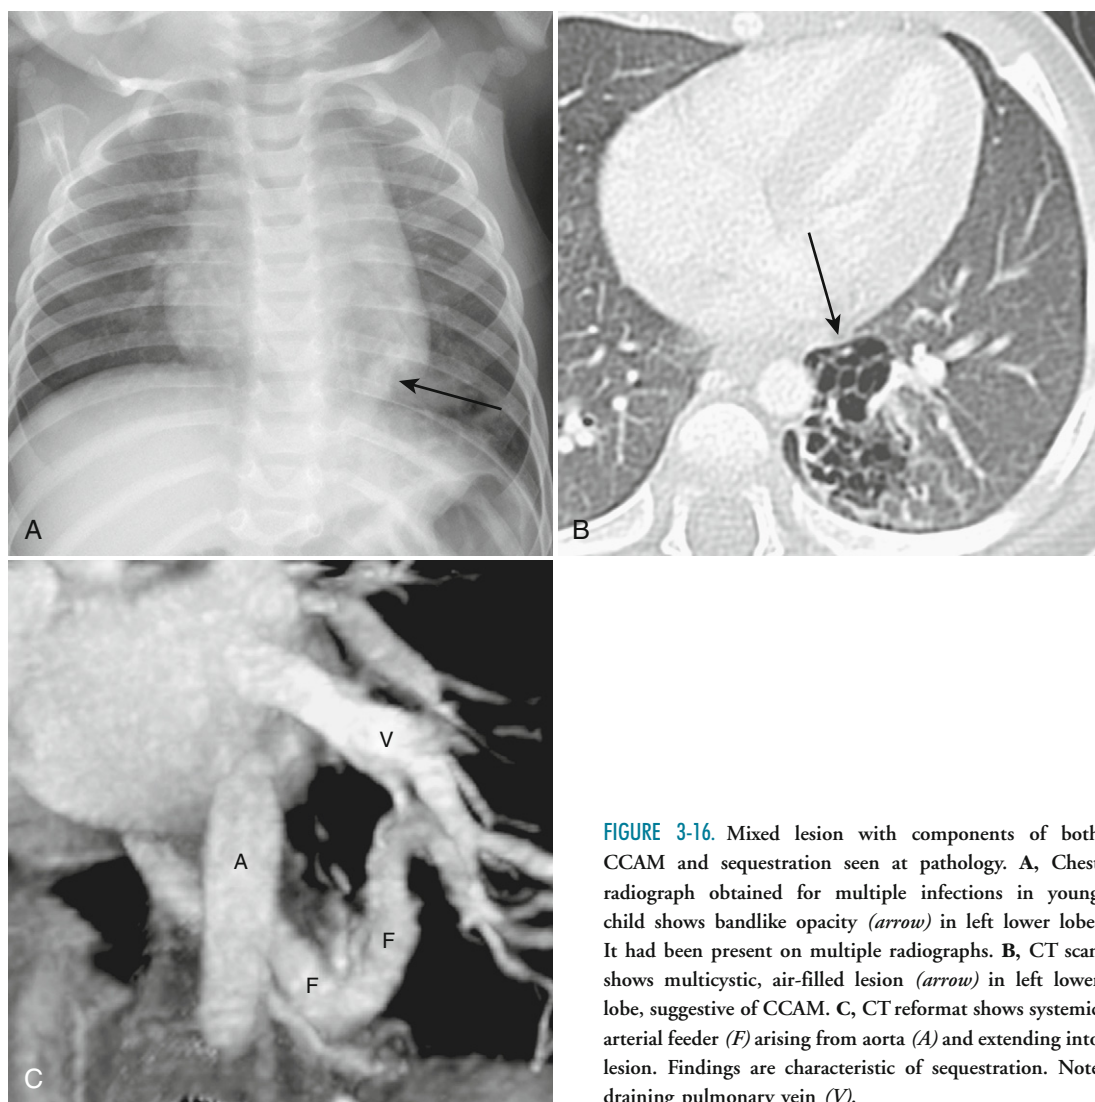 A
B
V
A
F
F
C
FIGURE 3-16. Mixed lesion with components of both
CCAM and sequestration seen at pathology. A, Chest
radiograph obtained for multiple infections in young
child shows bandlike opacity (arrow) in left lower lobe
It had been present on multiple radiographs. B, CT scan
shows multicystic, air-filled lesion (arrow) in left lower
lobe, suggestive of CCAM. C, CT reformat shows systemic
arterial feeder (F) arising from aorta (A) and extending into
lesion. Findings are characteristic of sequestration. Note
draining pulmonary vein (V).